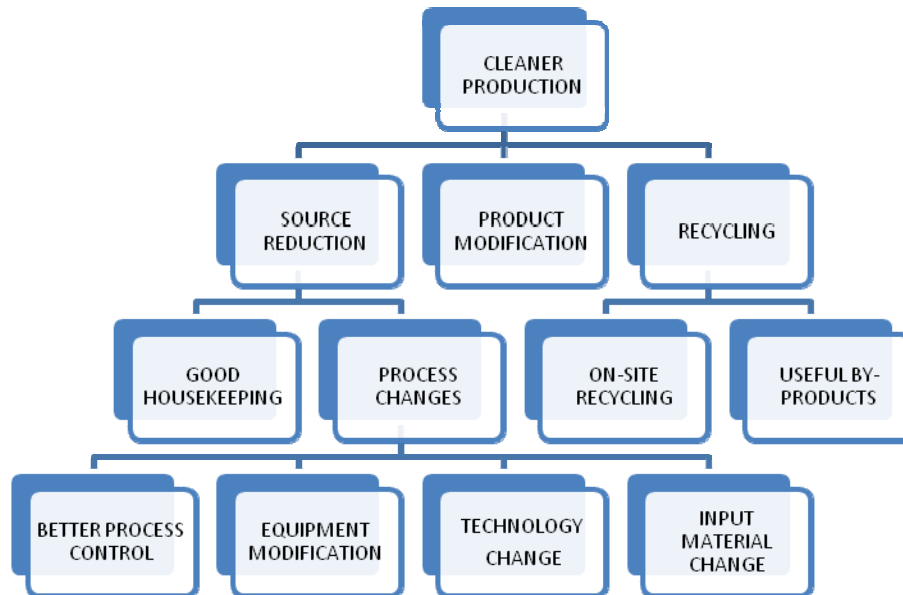 CLEANER
PRODUCTION
SOURCE
REDUCTION
PRODUCT
MODIFICATION
RECYCLING
GOOD
HOUSEKEEPING
PROCESS
CHANGES
ON-SITE
RECYCLING
USEFUL BY-
PRODUCTS
BETTER PROCESS
CONTROL
EQUIPMENT
MODIFICATION
TECHNOLOGY
CHANGE
INPUT
MATERIAL
CHANGE